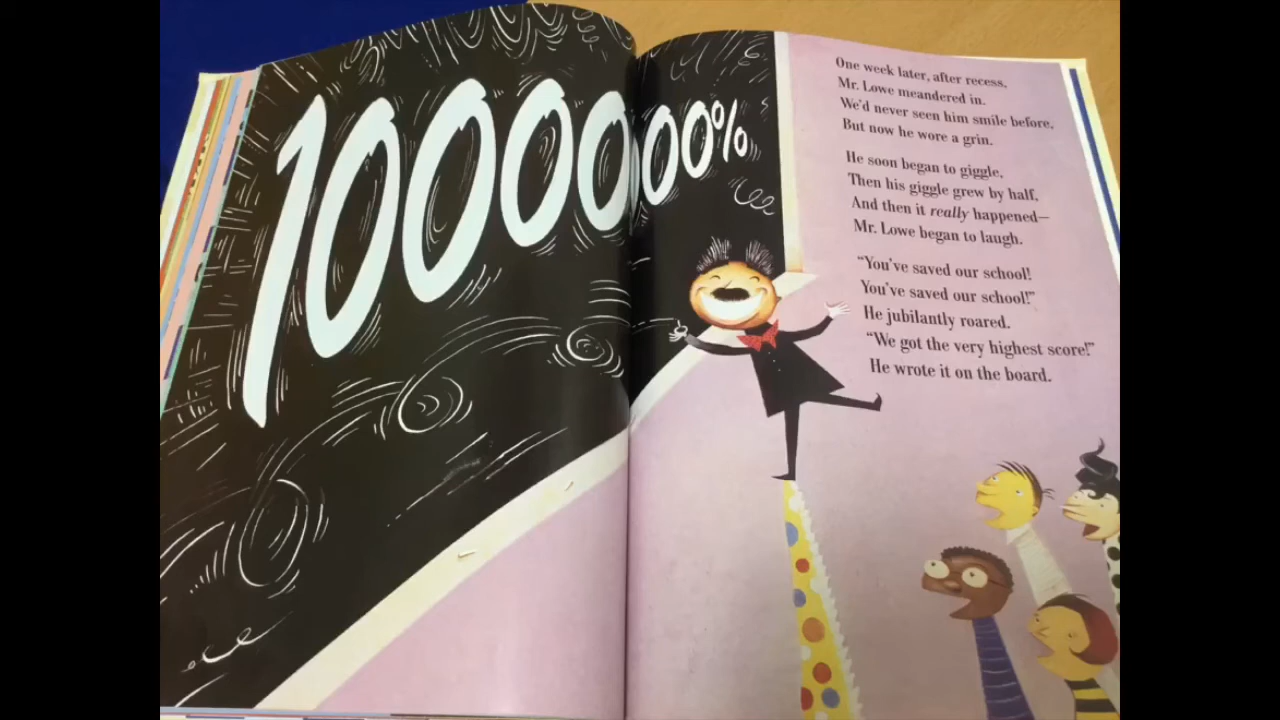 10000000%
One week later, after recess,
Mr. Lowe meandered in.
We'd never seen him smile before,
But now he wore a grin.
He soon began to giggle,
Then his giggle grew by half,
And then it really happened—
Mr. Lowe began to laugh.
"You've saved our school!
You've saved our school!"
He jubilantly roared.
"We got the very highest score!"
He wrote it on the board.